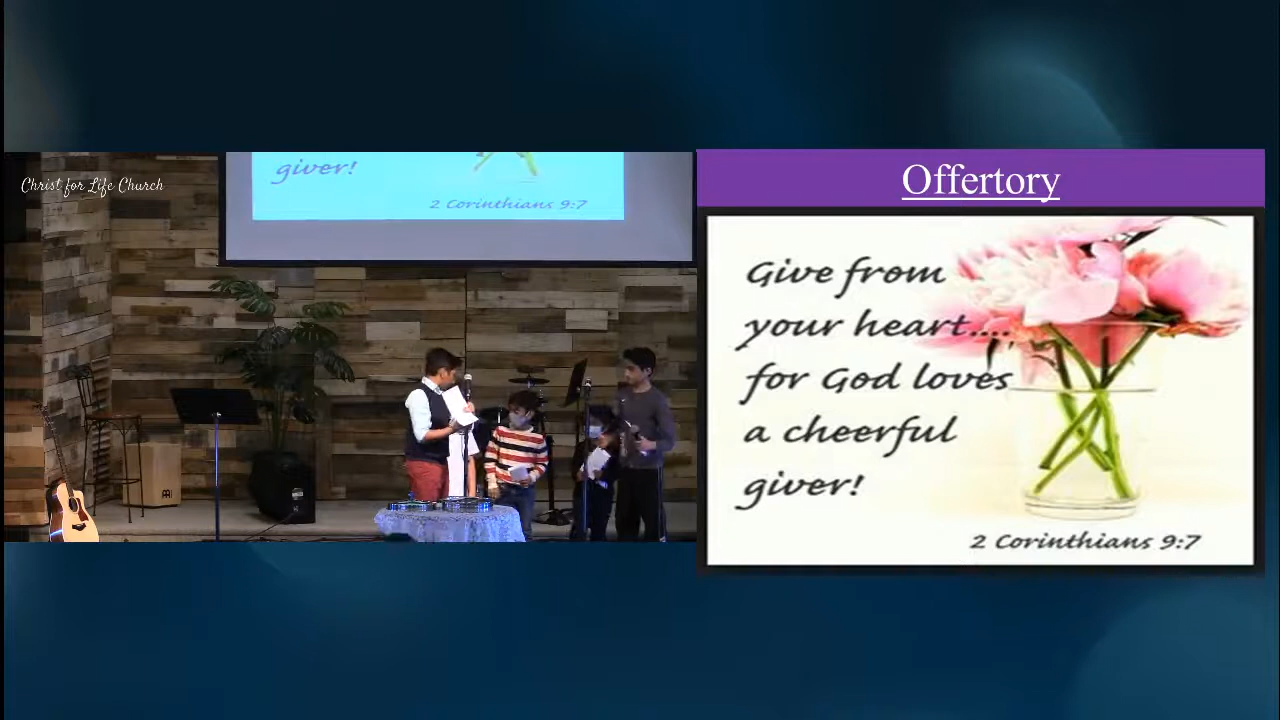 Christ for Life Church
giver!
2 Corinthians 9:7
Offertory
Give from
your heart....
for God loves
a cheerful
giver!
2 Corinthians 9:7